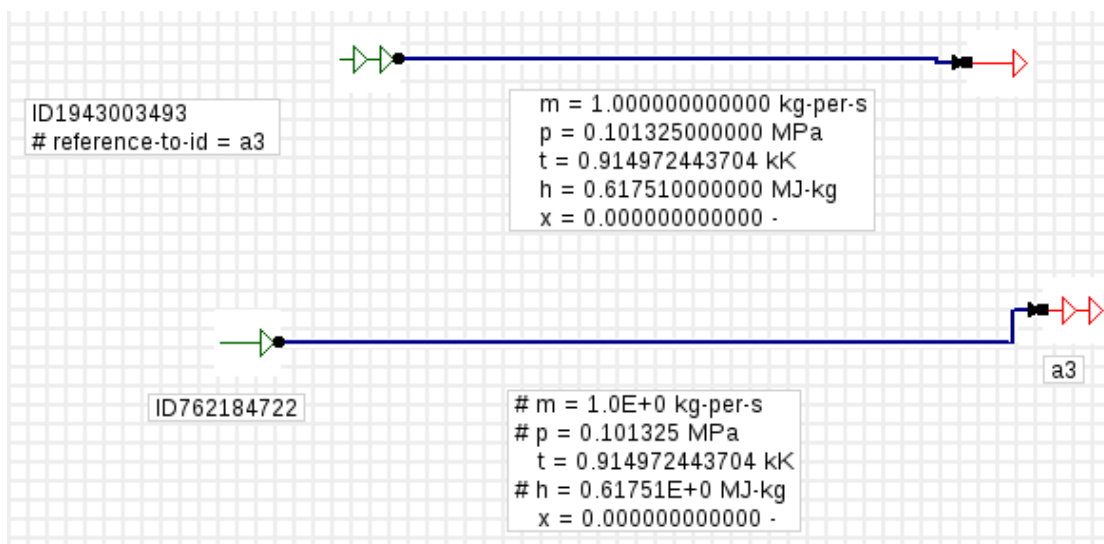 ID1943003493
# reference-to-id = a3
m = 1.000000000000 kg-per-s
p = 0.101325000000 MPa
t = 0.914972443704 kK
h = 0.617510000000 MJ-kg
x = 0.000000000000 -
a3
ID762184722
# m = 1.0E+0 kg-per-s
# p = 0.101325 MPa
t = 0.914972443704 kK
# h = 0.61751E+0 MJ-kg
x = 0.000000000000 -